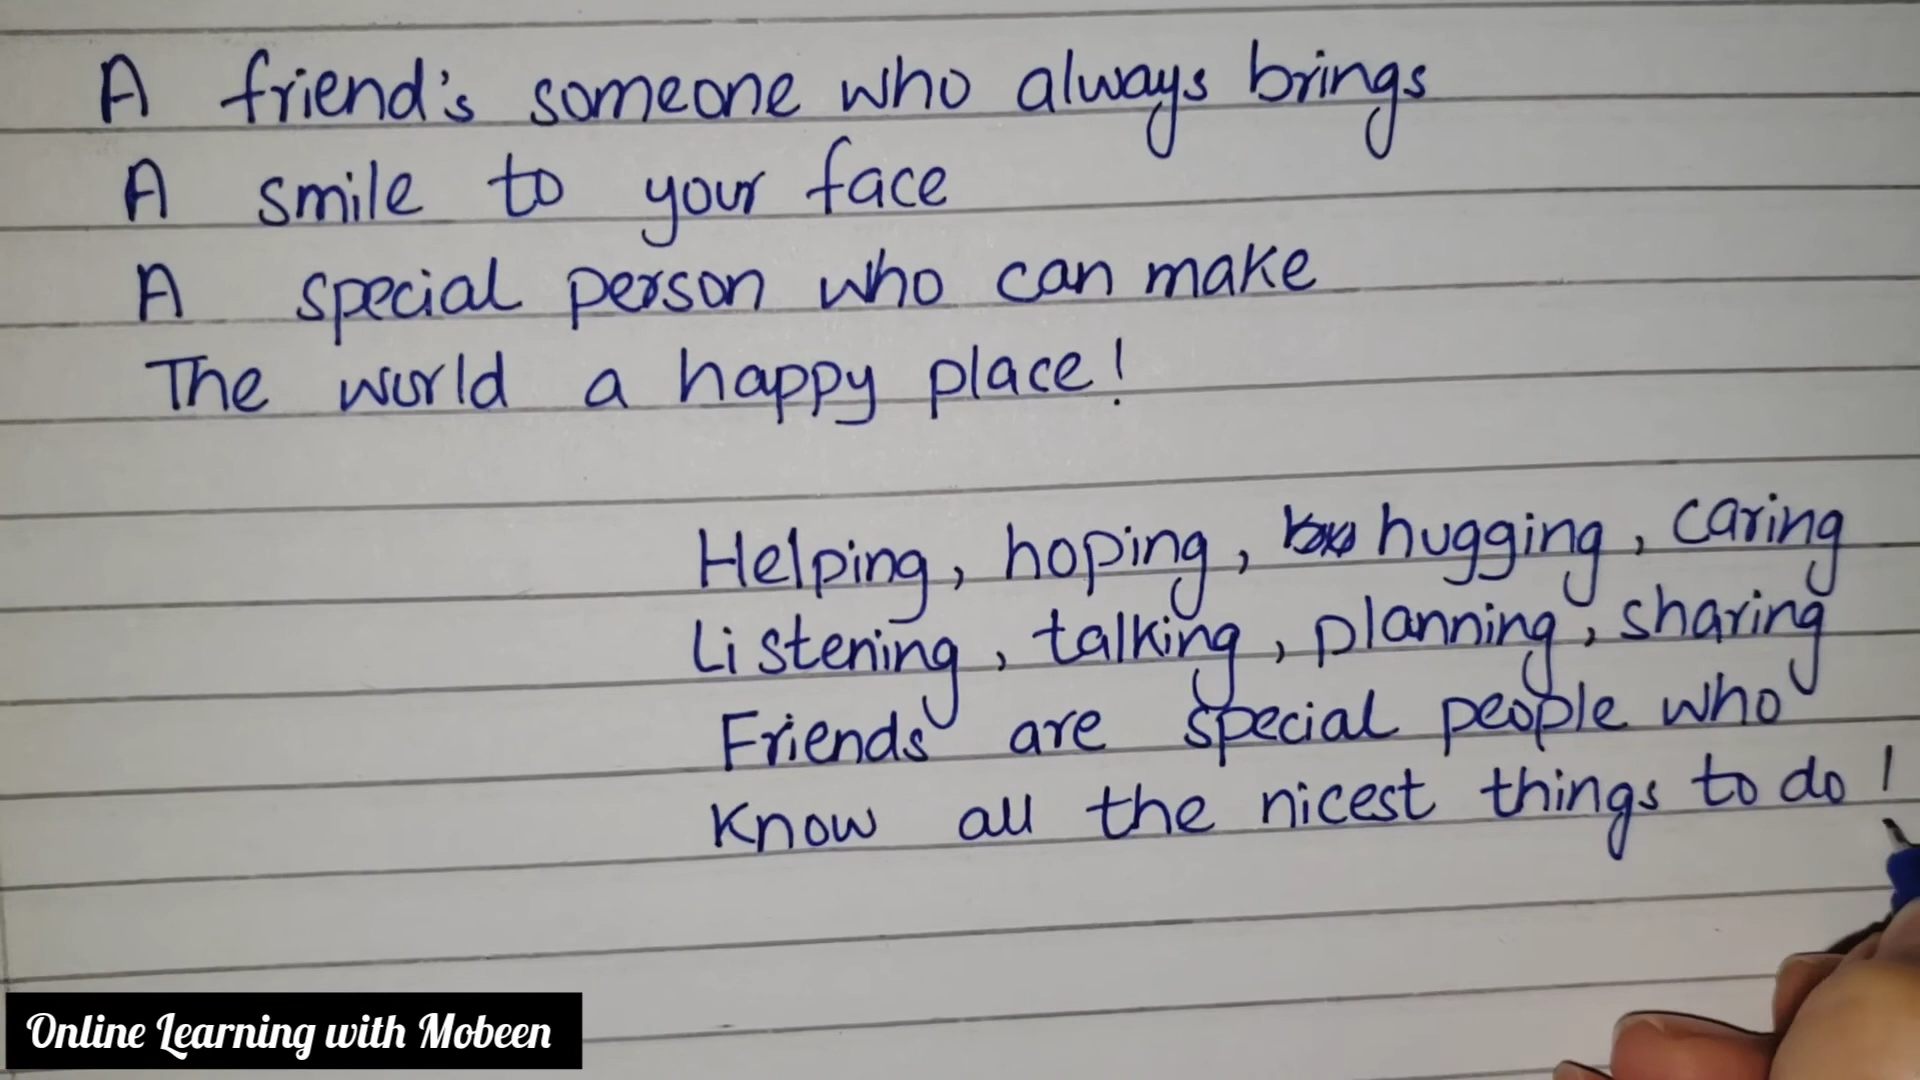 A friend's someone who always brings
A smile to your face
A special person who can make
The world a happy place!
Helping, hoping, hugging, caring
Listening, talking, planning, sharing
Friends are special people who
Know all the nicest things to do!
Online Learning with Mobeen